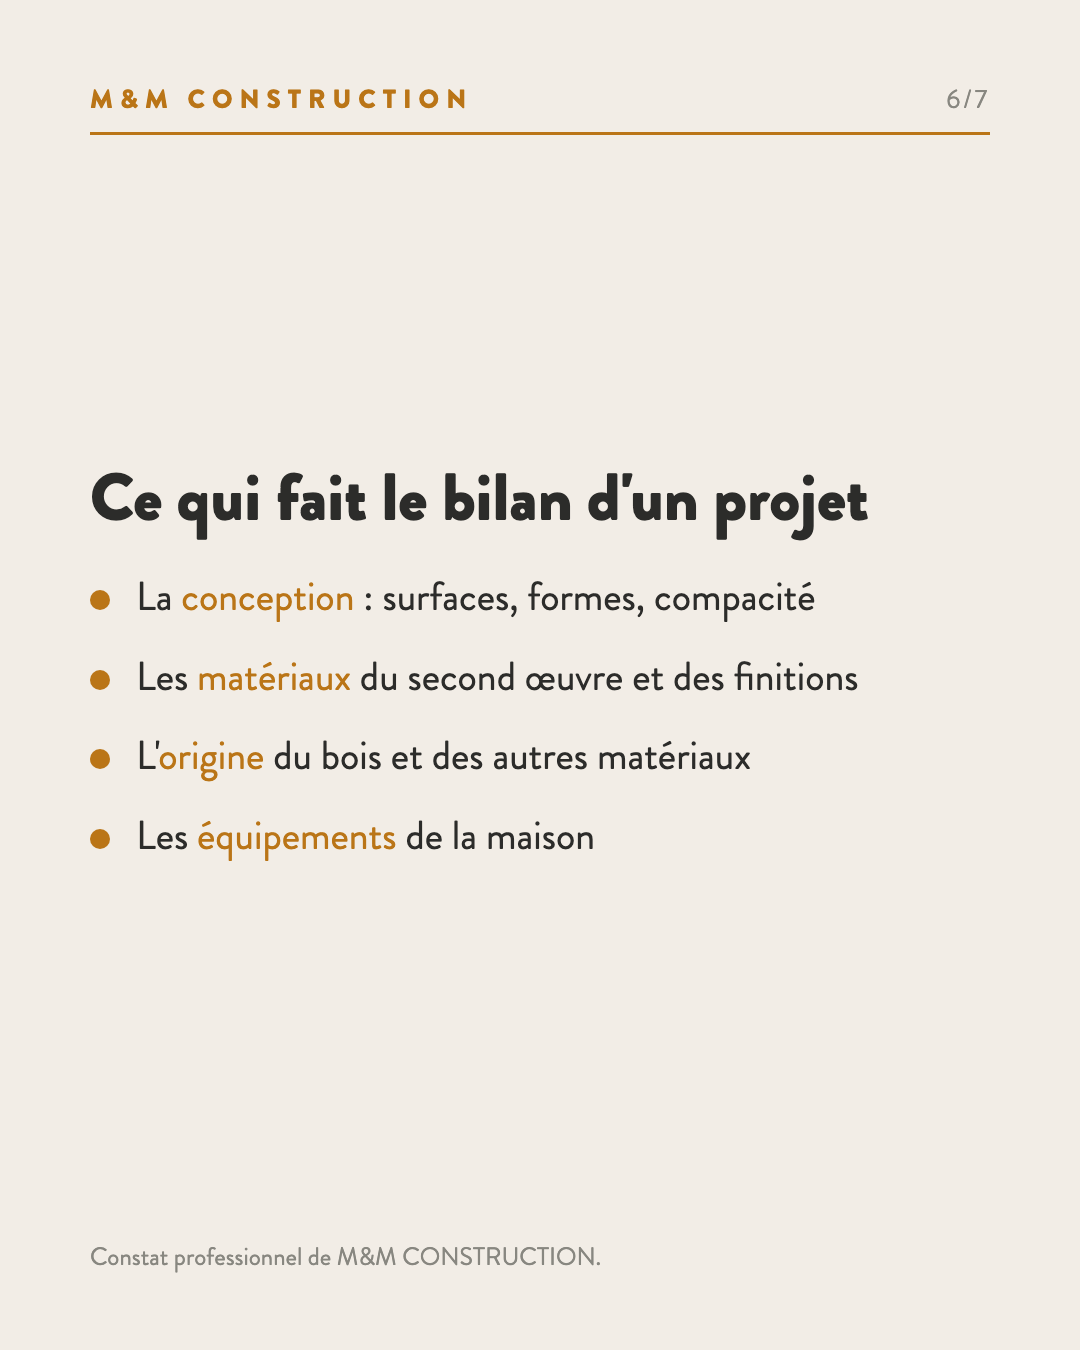 M&M CONSTRUCTION
6/7
Ce qui fait le bilan d'un projet
La conception : surfaces, formes, compacité
Les matériaux du second œuvre et des finitions
L'origine du bois et des autres matériaux
Les équipements de la maison
Constat professionnel de M&M CONSTRUCTION.